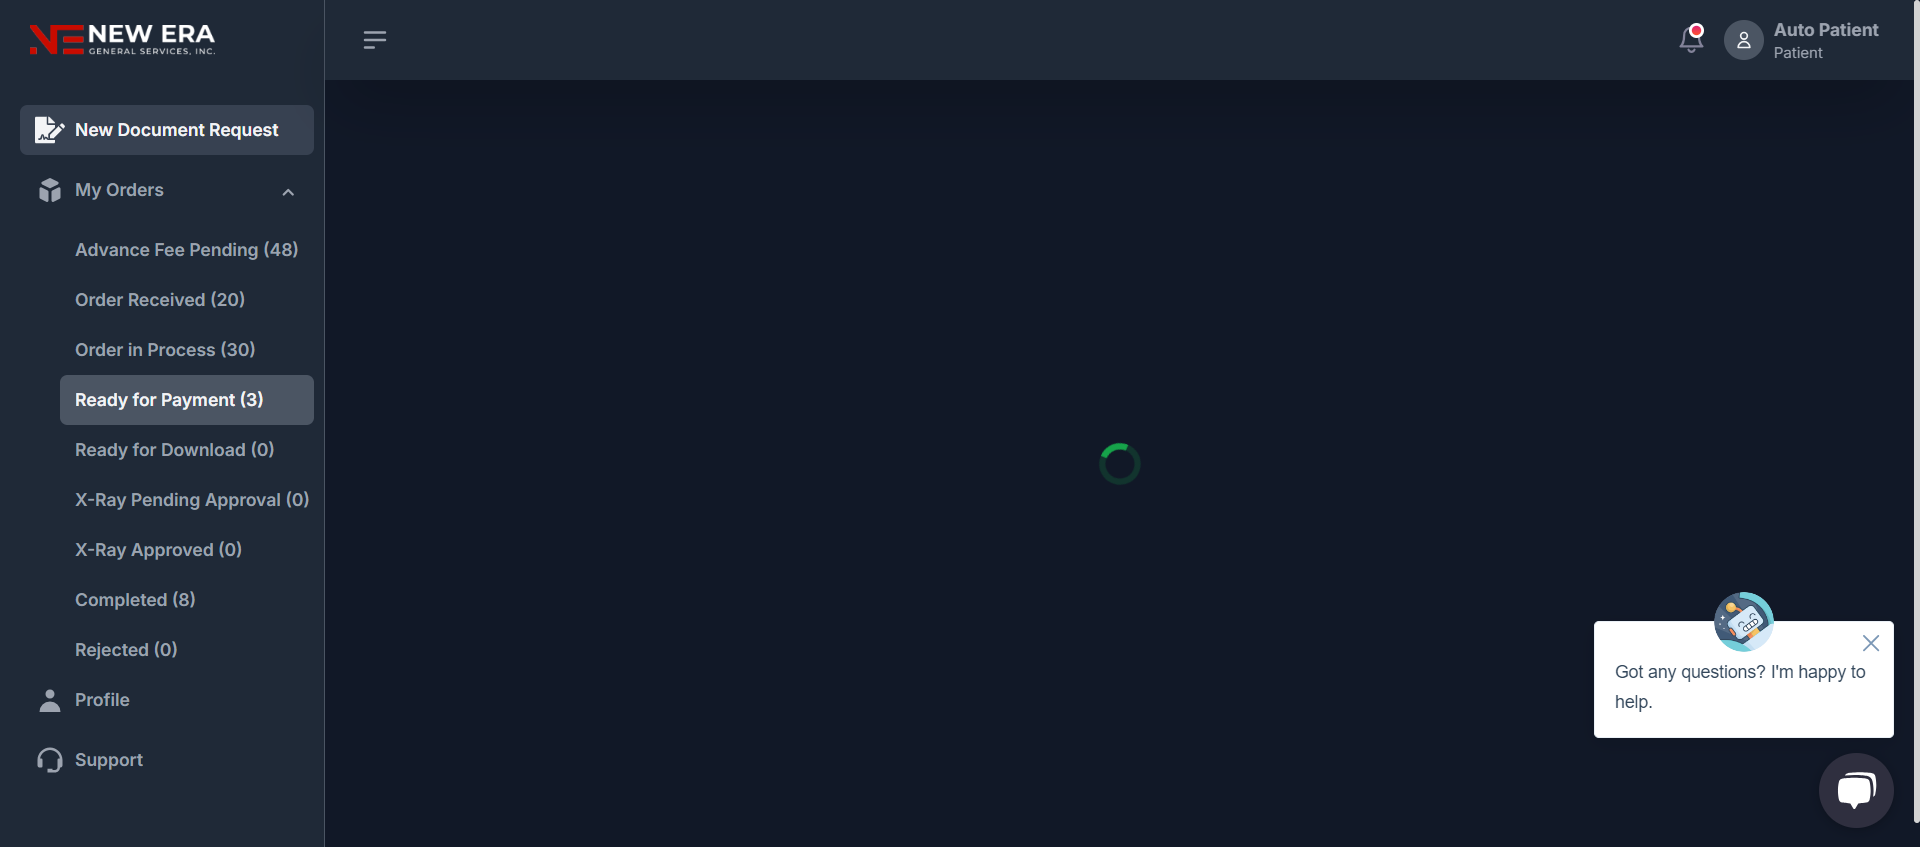 NEW ERA
GENERAL SERVICES, INC.
Auto Patient
Patient
New Document Request
My Orders
Advance Fee Pending (48)
Order Received (20)
Order in Process (30)
Ready for Payment (3)
Ready for Download (0)
X-Ray Pending Approval (0)
X-Ray Approved (0)
Completed (8)
Rejected (0)
Profile
Support
Got any questions? I'm happy to
help.